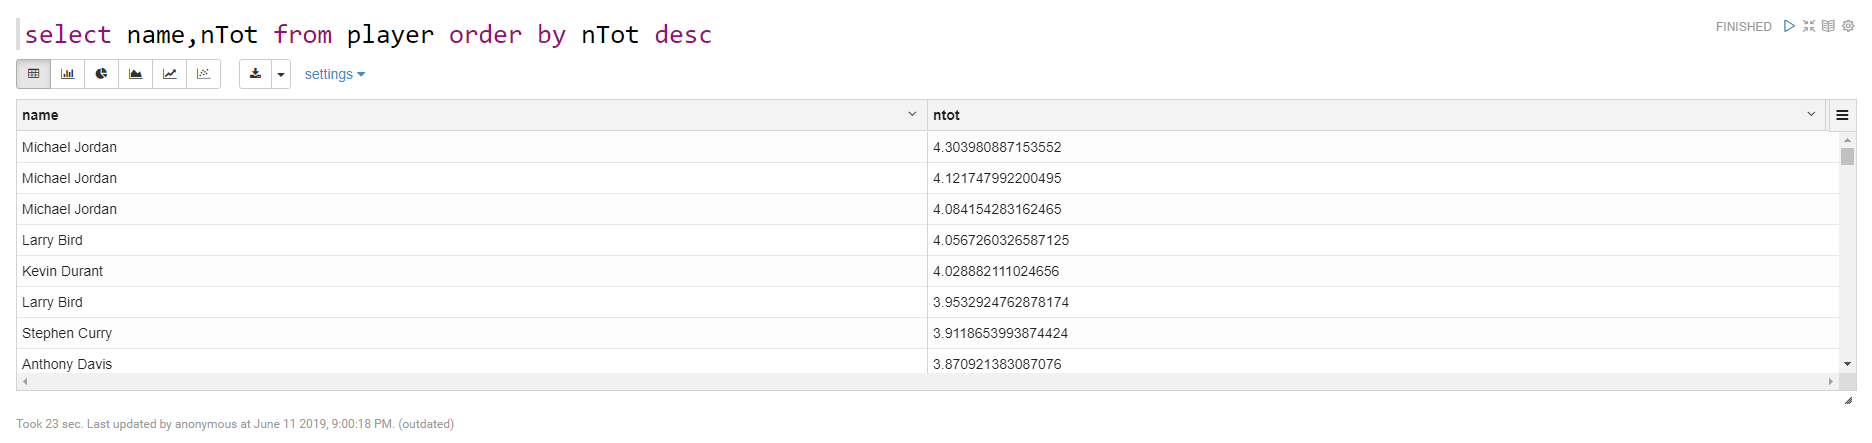 select name,nTot from player order by nTot desc
FINISHED
settings
name ntot
Michael Jordan 4.303980887153552
Michael Jordan 4.121747992200495
Michael Jordan 4.084154283162465
Larry Bird 4.0567260326587125
Kevin Durant 4.028882111024656
Larry Bird 3.9532924762878174
Stephen Curry 3.9118653993874424
Anthony Davis 3.870921383087076
Took 23 sec. Last updated by anonymous at June 11 2019, 9:00:18 PM. (outdated)